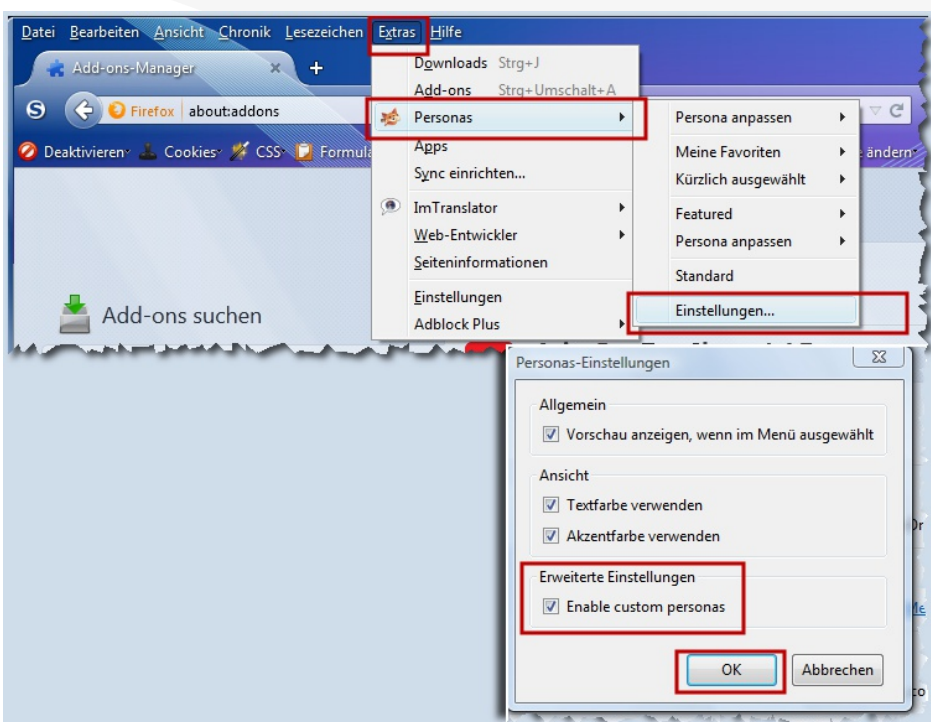 Datei Bearbeiten Ansicht Chronik Lesezeichen Extras Hilfe
Add-ons-Manager
Firefox about:addons
Deaktivieren Cookies CSS Formula
ändern
Add-ons suchen
Downloads Strg+J
Add-ons Strg+Umschalt+A
Personas
Apps
Sync einrichten...
ImTranslator
Web-Entwickler
Seiteninformationen
Einstellungen
Adblock Plus
Persona anpassen
Meine Favoriten
Kürzlich ausgewählt
Featured
Persona anpassen
Standard
Einstellungen...
Personas-Einstellungen
Allgemein
Vorschau anzeigen, wenn im Menü ausgewählt
Ansicht
Textfarbe verwenden
Akzentfarbe verwenden
Erweiterte Einstellungen
Enable custom personas
OK Abbrechen